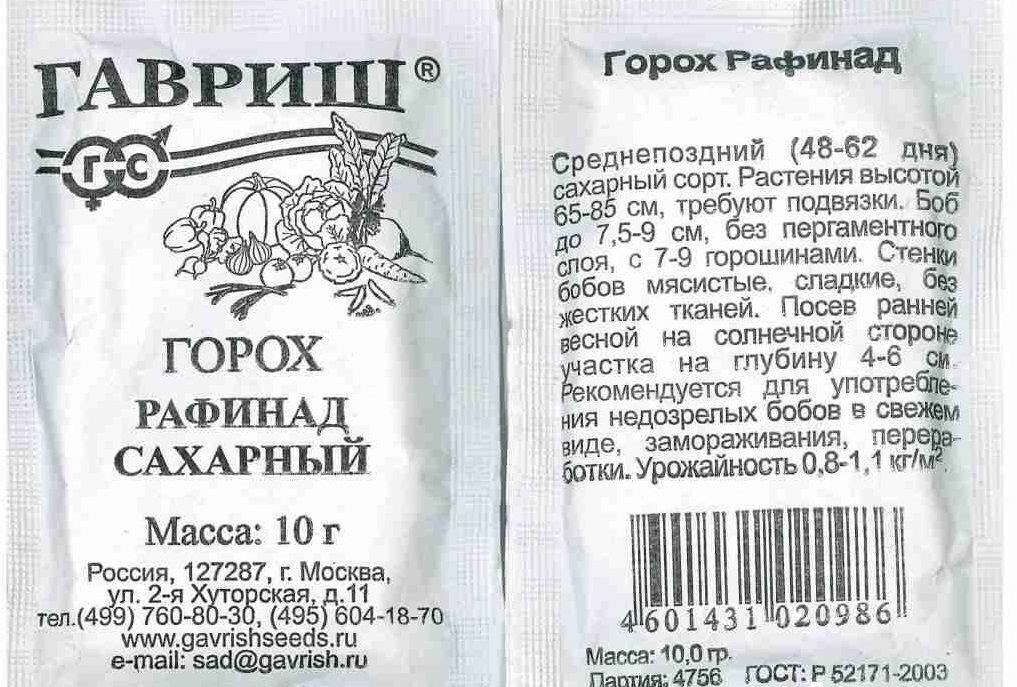 ГАВРИШ®
ГС
ГОРОХ
РАФИНАД
САХАРНЫЙ
Масса: 10 г
Россия, 127287, г. Москва,
ул. 2-я Хуторская, д.11
тел.(499) 760-80-30, (495) 604-18-70
www.gavrishseeds.ru
e-mail: sad@gavrish.ru
Горох Рафинад
Среднепоздний (48-62 дня)
сахарный сорт. Растения высотой
65-85 см, требуют подвязки. Боб
до 7,5-9 см, без пергаментного
слоя, с 7-9 горошинами. Стенки
бобов мясистые, сладкие, без
жестких тканей. Посев ранней
весной на солнечной стороне
участка на глубину 4-6 см.
Рекомендуется для употребле-
ния недозрелых бобов в свежем
виде, замораживания, перера-
ботки. Урожайность 0,8-1,1 кг/м².
4601431020986
Масса: 10,0 гр.
Партия: 4756 ГОСТ: Р 52171-2003